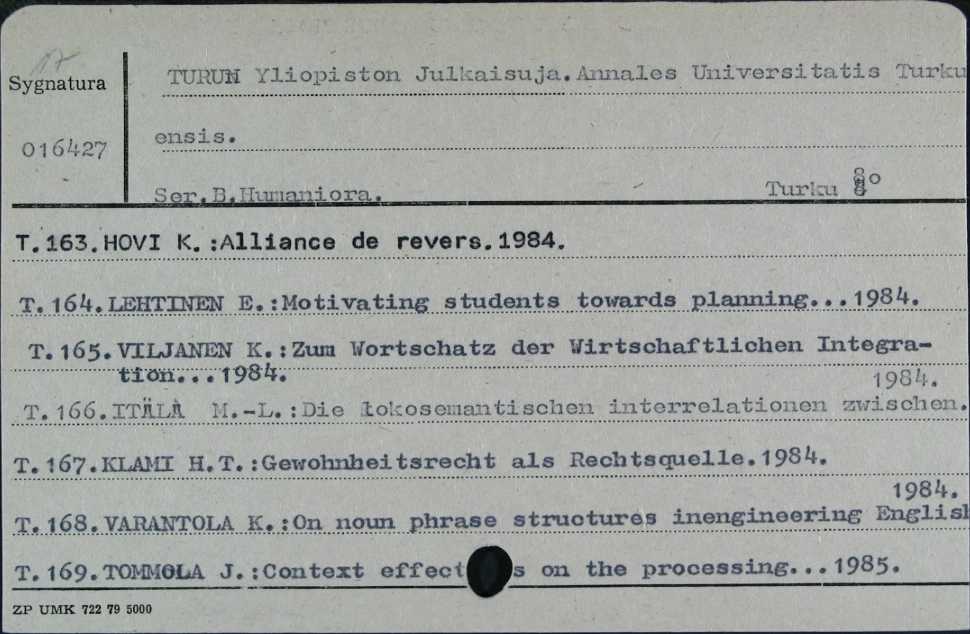 17
Sygnatura
TURUN Yliopiston Julkaisuja.Annales Universitatis Turku
ensis.
016427
Ser.B.Humaniora.
Turku 8°
T.163.HOVI K.:Alliance de revers.1984.
T.164.LEHTINEN E.:Motivating students towards planning...1984.
T.165.VILJANEN K.:Zum Wortschatz der Wirtschaftlichen Integra-
tion...1984.
1984.
T.166.ITÄLÄ M.-L.:Die lokosemantischen interrelationen zwischen.
T.167.KLAMI H.T.:Gewohnheitsrecht als Rechtsquelle.1984.
1984.
T.168.VARANTOLA K.:On noun phrase structures inengineering English
T.169.TOMMOLA J.:Context effects on the processing...1985.
ZP UMK 722 79 5000